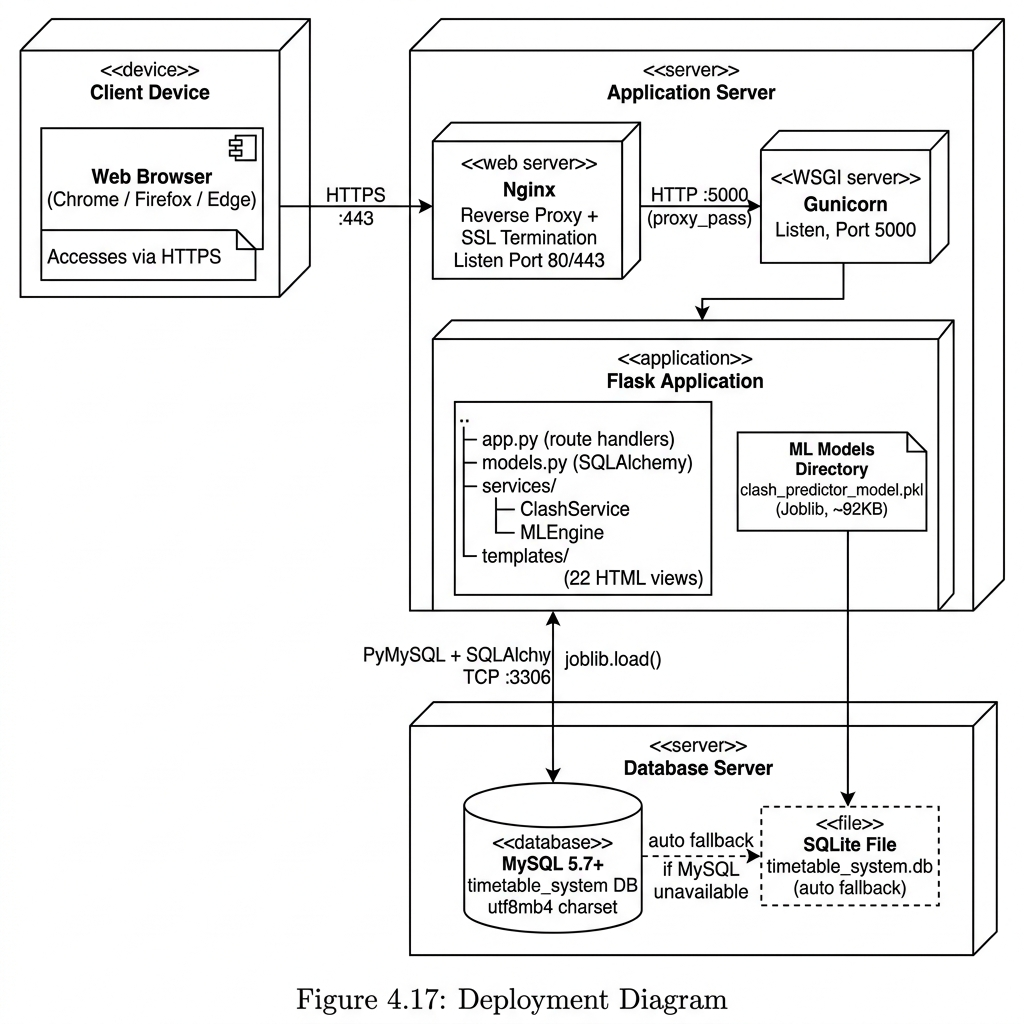 <<device>>
Client Device
Web Browser
(Chrome / Firefox / Edge)
Accesses via HTTPS
HTTPS
:443
<<server>>
Application Server
<<web server>>
Nginx
Reverse Proxy +
SSL Termination
Listen Port 80/443
HTTP :5000
(proxy_pass)
<<WSGI server>>
Gunicorn
Listen, Port 5000
<<application>>
Flask Application
..
app.py (route handlers)
models.py (SQLAlchemy)
services/
ClashService
MLEngine
templates/
(22 HTML views)
ML Models
Directory
clash_predictor_model.pkl
(Joblib, ~92KB)
PyMySQL + SQLAlchy
TCP :3306
joblib.load()
<<server>>
Database Server
<<database>>
MySQL 5.7+
timetable_system DB
utf8mb4 charset
auto fallback
if MySQL
unavailable
<<file>>
SQLite File
timetable_system.db
(auto fallback)
Figure 4.17: Deployment Diagram